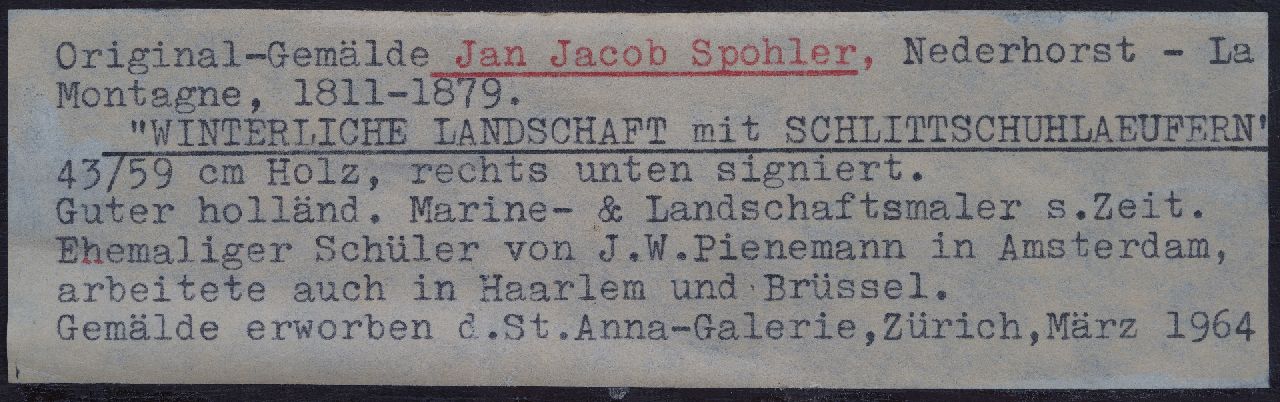 Original-Gemälde Jan Jacob Spohler, Nederhorst - La
Montagne, 1811-1879.
"WINTERLICHE LANDSCHAFT mit SCHLITTSCHUHLAEUFERN"
43/59 cm Holz, rechts unten signiert.
Guter holländ. Marine- & Landschaftsmaler s.Zeit.
Ehemaliger Schüler von J.W.Pienemann in Amsterdam,
arbeitete auch in Haarlem und Brüssel.
Gemälde erworben d.St.Anna-Galerie,Zürich,März 1964